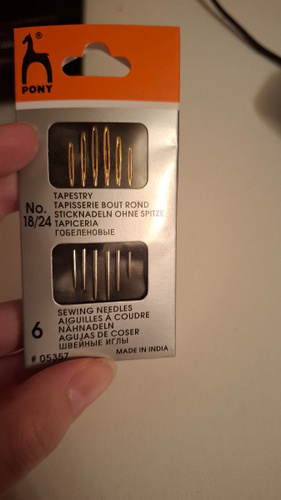 ®
PONY
No.
18/24
TAPESTRY
TAPISSERIE BOUT ROND
STICKNADELN OHNE SPITZE
TAPICERIA
ГОБЕЛЕНОВЫЕ
6
SEWING NEEDLES
AIGUILLES À COUDRE
NÄHNADELN
AGUJAS DE COSER
ШВЕЙНЫЕ ИГЛЫ
# 05357
MADE IN INDIA